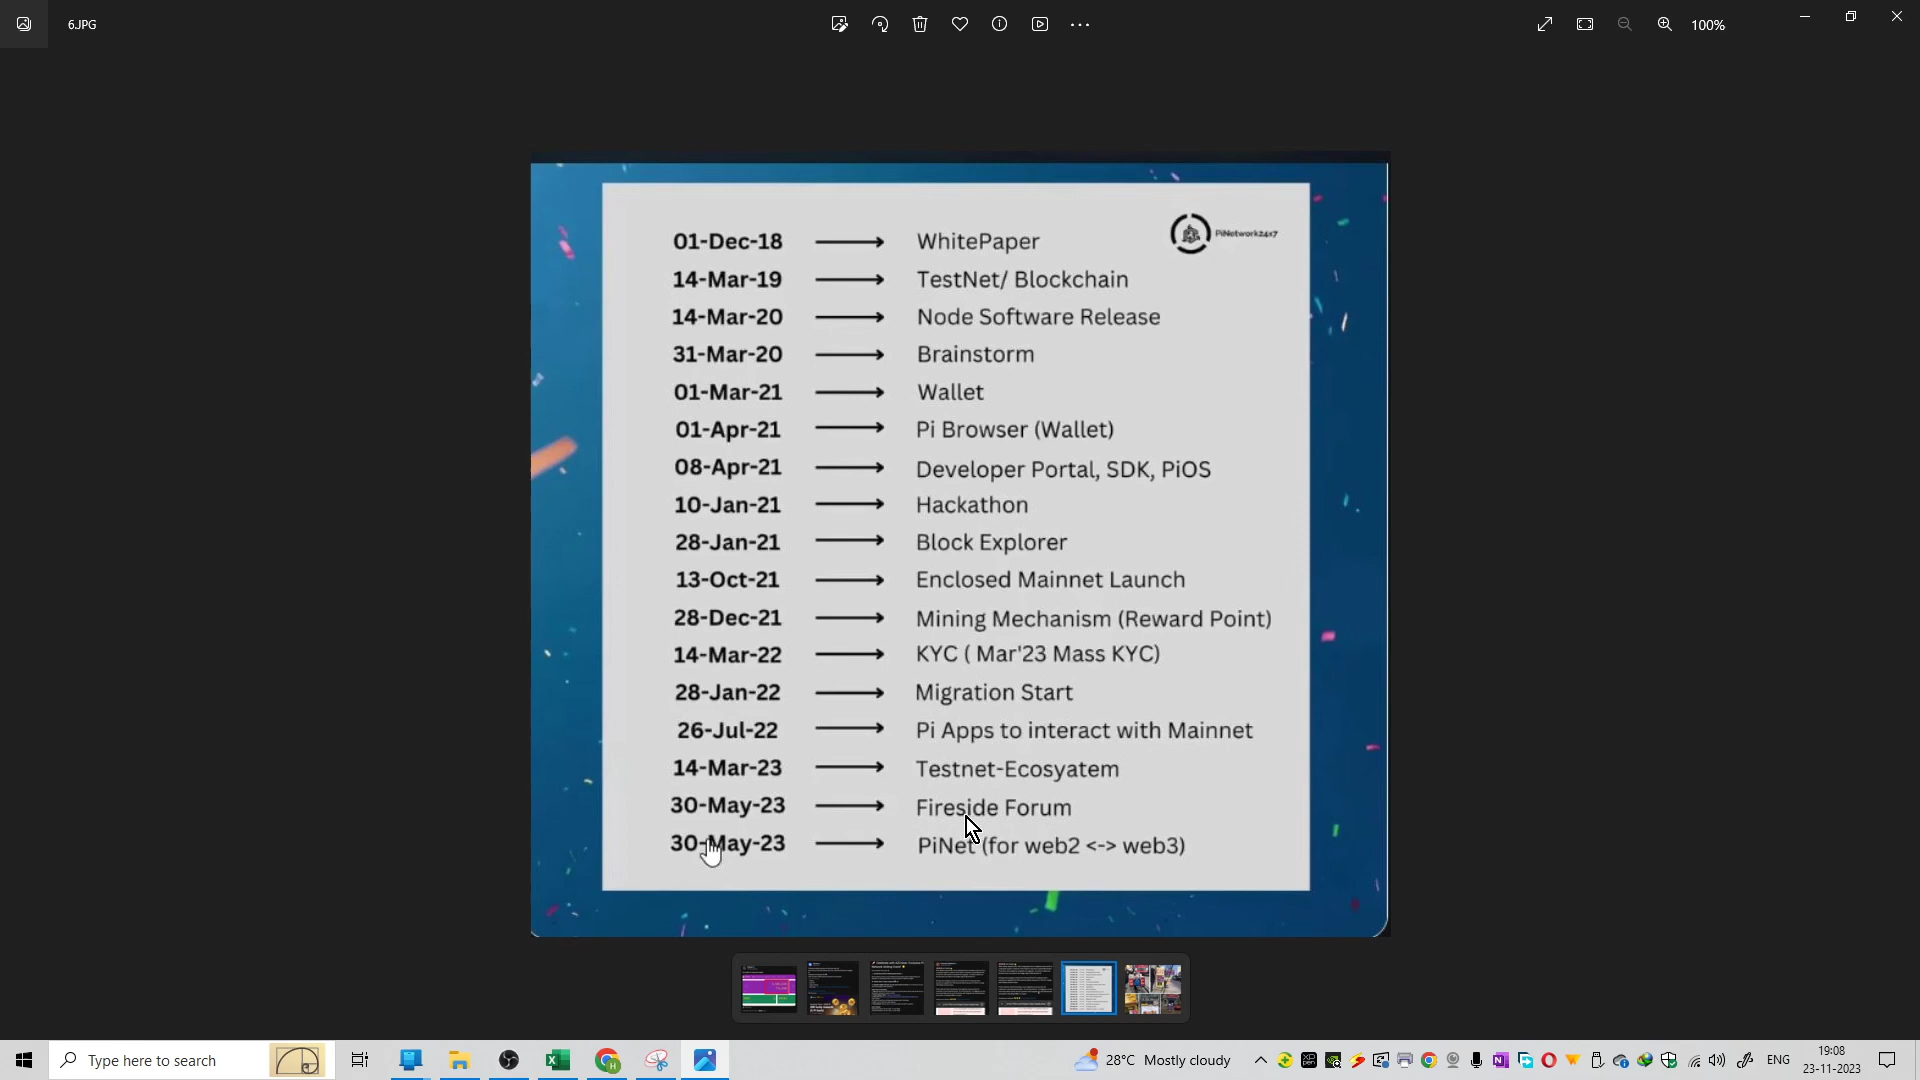 6.JPG
100%
PiNetwork24x7
01-Dec-18 WhitePaper
14-Mar-19 TestNet/ Blockchain
14-Mar-20 Node Software Release
31-Mar-20 Brainstorm
01-Mar-21 Wallet
01-Apr-21 Pi Browser (Wallet)
08-Apr-21 Developer Portal, SDK, PiOS
10-Jan-21 Hackathon
28-Jan-21 Block Explorer
13-Oct-21 Enclosed Mainnet Launch
28-Dec-21 Mining Mechanism (Reward Point)
14-Mar-22 KYC ( Mar'23 Mass KYC)
28-Jan-22 Migration Start
26-Jul-22 Pi Apps to interact with Mainnet
14-Mar-23 Testnet-Ecosyatem
30-May-23 Fireside Forum
30-May-23 PiNet (for web2 <-> web3)
Type here to search
28°C Mostly cloudy
ENG
19:08
23-11-2023